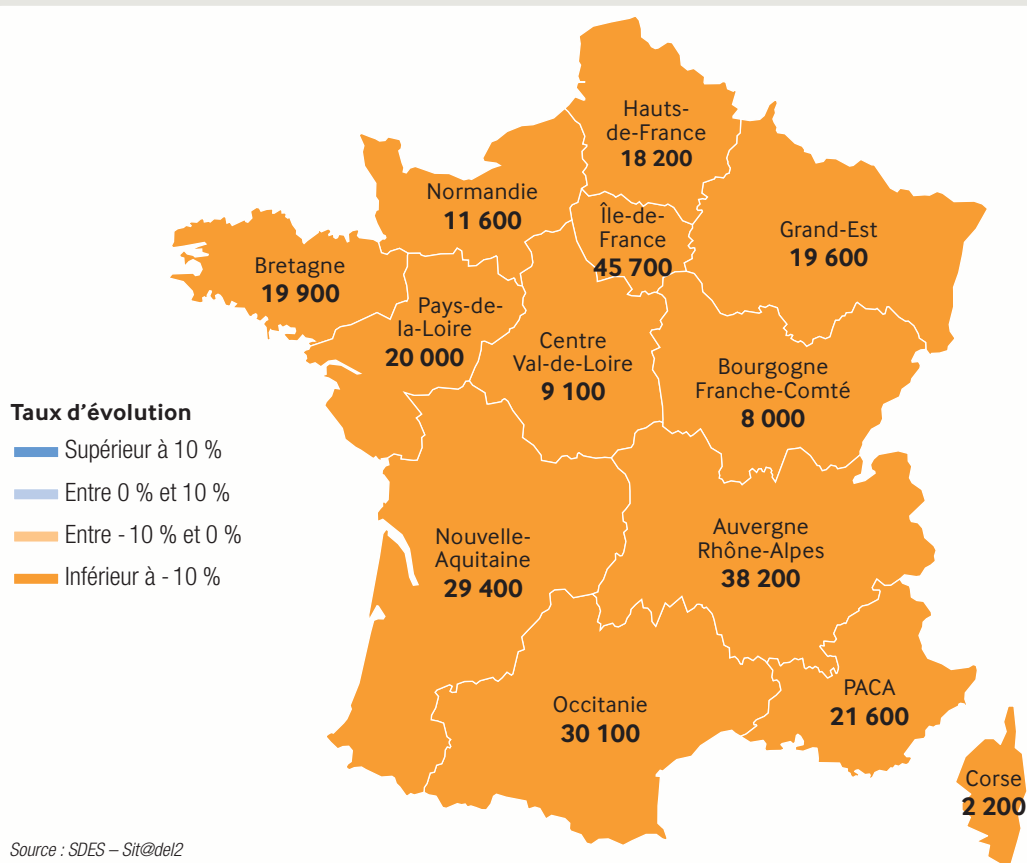 Hauts-
de-France
18 200
Normandie
11 600
Île-de-
France
45 700
Grand-Est
19 600
Bretagne
19 900
Pays-de-
la-Loire
20 000
Centre
Val-de-Loire
9 100
Bourgogne
Franche-Comté
8 000
Taux d’évolution
Supérieur à 10 %
Entre 0 % et 10 %
Entre - 10 % et 0 %
Inférieur à - 10 %
Nouvelle-
Aquitaine
29 400
Auvergne
Rhône-Alpes
38 200
Occitanie
30 100
PACA
21 600
Corse
2 200
Source : SDES – Sit@del2